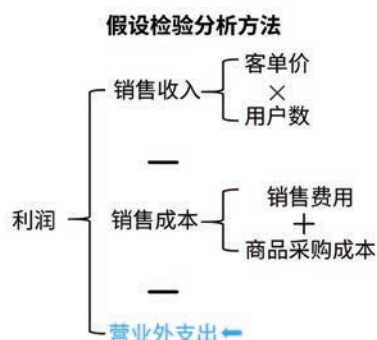 假设检验分析方法
客单价
销售收入
×
用户数
—
销售费用
利润
销售成本
+
商品采购成本
—
营业外支出